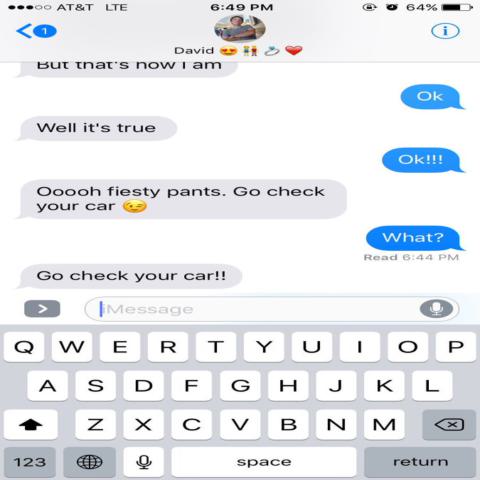 AT&T LTE 6:49 PM 64%
1
David 😍 👫 💍 ❤️
i
But that's how I am
Ok
Well it's true
Ok!!!
Ooooh fiesty pants. Go check
your car 😉
What?
Read 6:44 PM
Go check your car!!
iMessage
Q W E R T Y U I O P
A S D F G H J K L
Z X C V B N M
123 space return